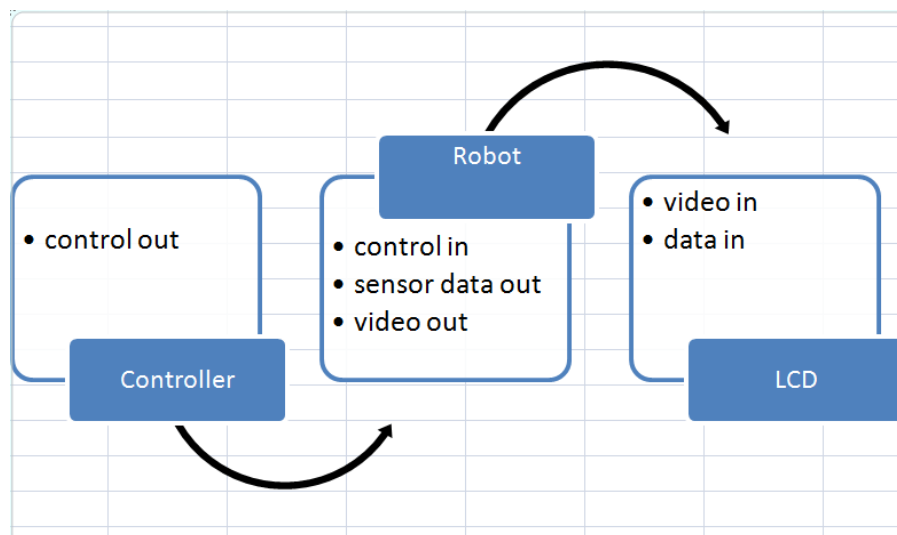 • control out
Controller
Robot
• control in
• sensor data out
• video out
• video in
• data in
LCD